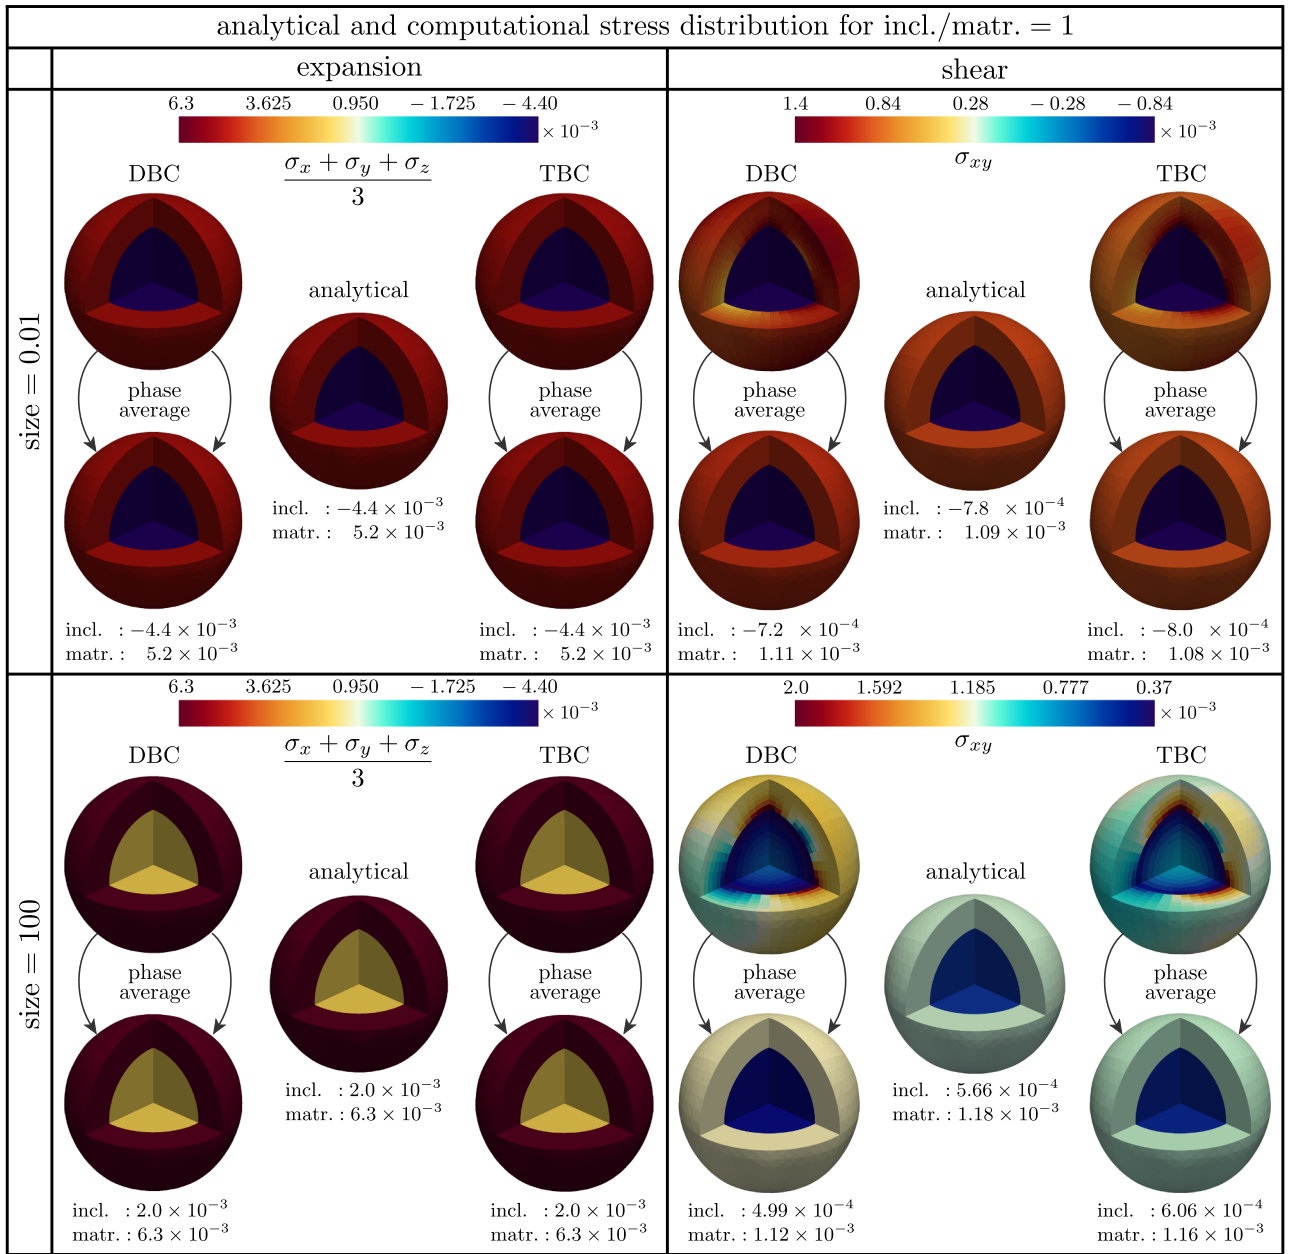 analytical and computational stress distribution for incl./matr. = 1
expansion
shear
size = 0.01
6.3 3.625 0.950 − 1.725 − 4.40
× 10⁻³
DBC
(σₓ + σ_y + σ_z)/3
TBC
analytical
phase
average
phase
average
incl. : −4.4 × 10⁻³
matr. : 5.2 × 10⁻³
incl. : −4.4 × 10⁻³
matr. : 5.2 × 10⁻³
incl. : −4.4 × 10⁻³
matr. : 5.2 × 10⁻³
1.4 0.84 0.28 − 0.28 − 0.84
× 10⁻³
DBC
σ_xy
TBC
analytical
phase
average
phase
average
incl. : −7.8 × 10⁻⁴
matr. : 1.09 × 10⁻³
incl. : −7.2 × 10⁻⁴
matr. : 1.11 × 10⁻³
incl. : −8.0 × 10⁻⁴
matr. : 1.08 × 10⁻³
size = 100
6.3 3.625 0.950 − 1.725 − 4.40
× 10⁻³
DBC
(σₓ + σ_y + σ_z)/3
TBC
analytical
phase
average
phase
average
incl. : 2.0 × 10⁻³
matr. : 6.3 × 10⁻³
incl. : 2.0 × 10⁻³
matr. : 6.3 × 10⁻³
incl. : 2.0 × 10⁻³
matr. : 6.3 × 10⁻³
2.0 1.592 1.185 0.777 0.37
× 10⁻³
DBC
σ_xy
TBC
analytical
phase
average
phase
average
incl. : 5.66 × 10⁻⁴
matr. : 1.18 × 10⁻³
incl. : 4.99 × 10⁻⁴
matr. : 1.12 × 10⁻³
incl. : 6.06 × 10⁻⁴
matr. : 1.16 × 10⁻³